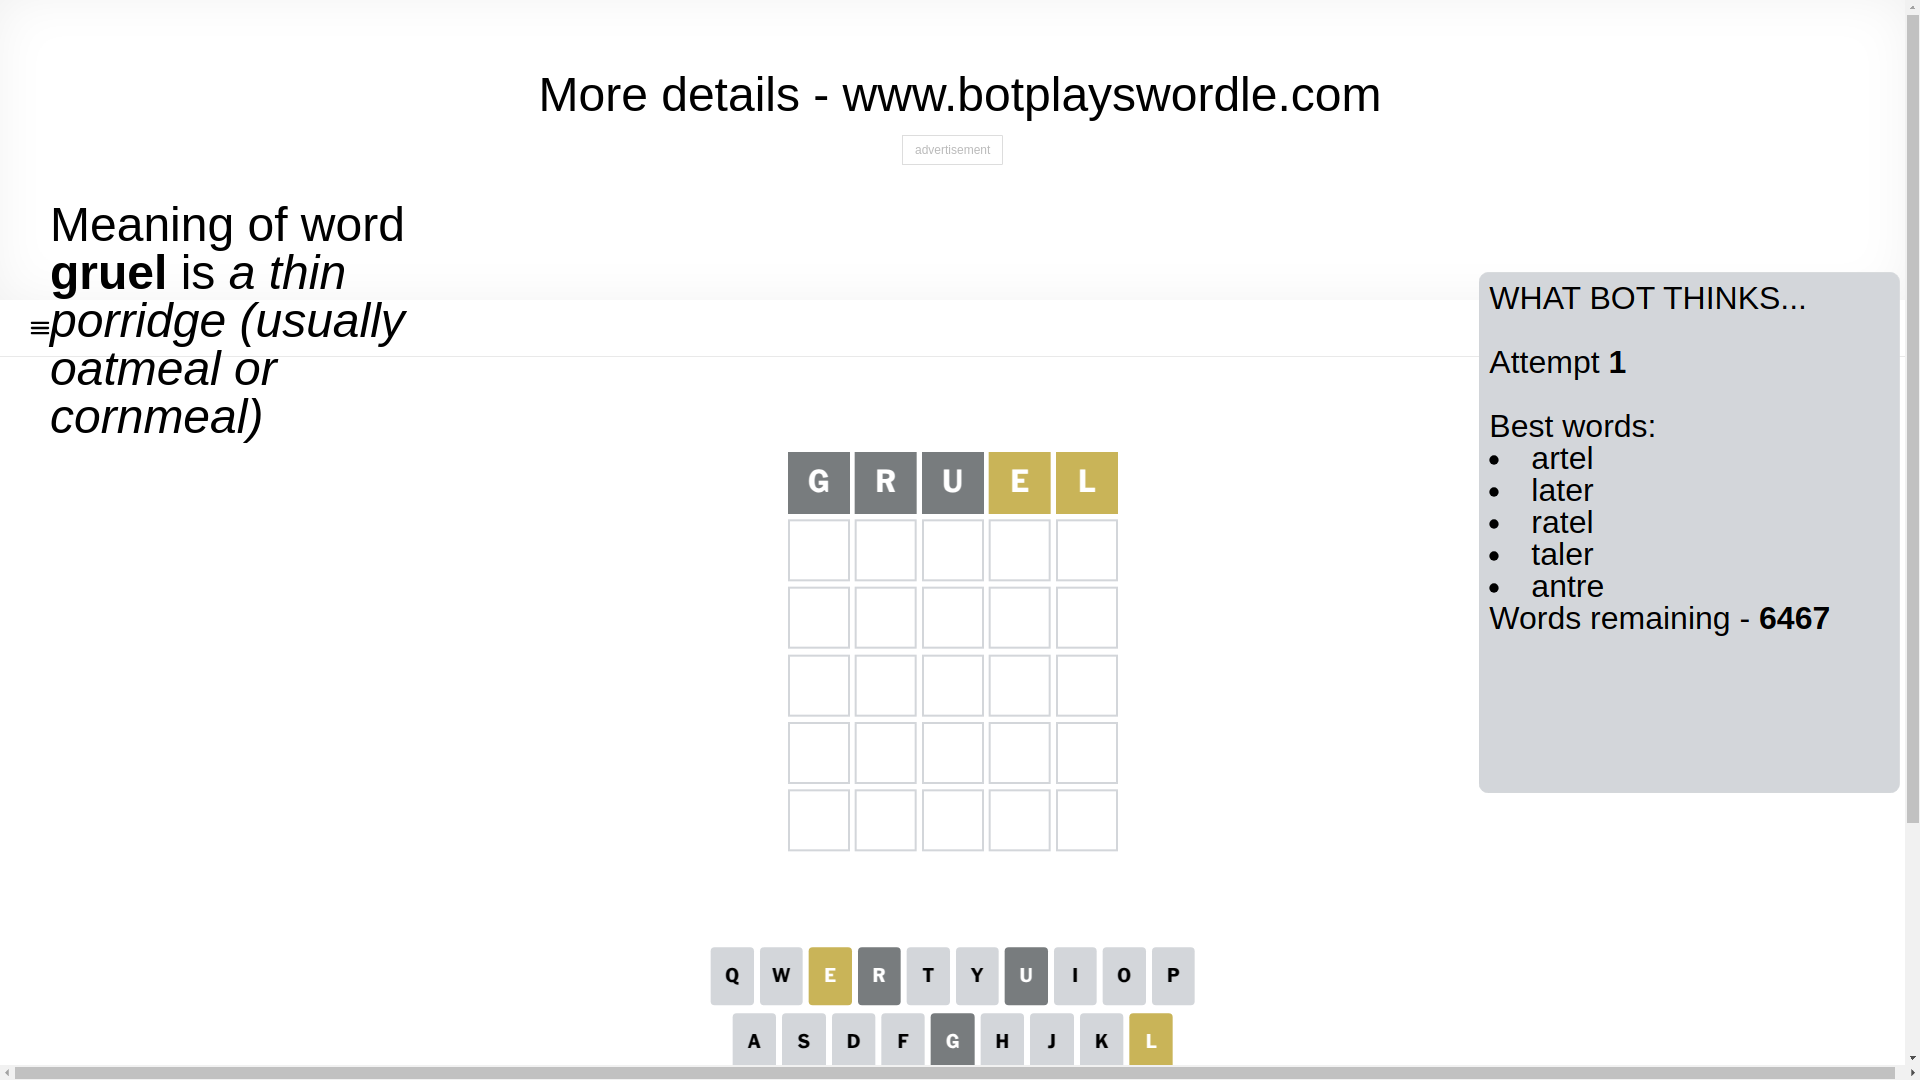 More details - www.botplayswordle.com
advertisement
Meaning of word
gruel is a thin
porridge (usually
oatmeal or
cornmeal)
WHAT BOT THINKS...
Attempt 1
Best words:
artel
later
ratel
taler
antre
Words remaining - 6467
G R U E L
Q W E R T Y U I O P
A S D F G H J K L